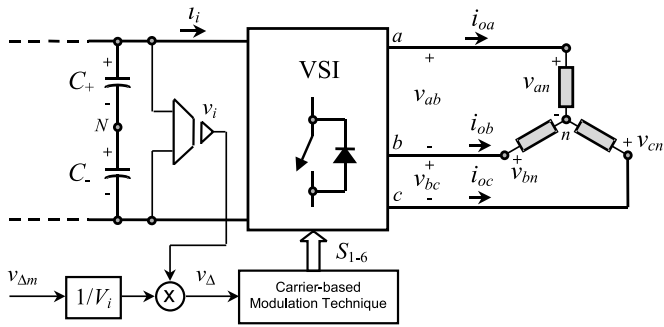 ι_i
a
i_oa
+
C_+
-
N
+
C_-
-
v_i
VSI
+
v_ab
-
b
+
v_bc
-
c
i_ob
i_oc
+
v_an
-
n
+
v_bn
+
v_cn
S_1-6
v_Δm
1/V_i
x
v_Δ
Carrier-based
Modulation Technique